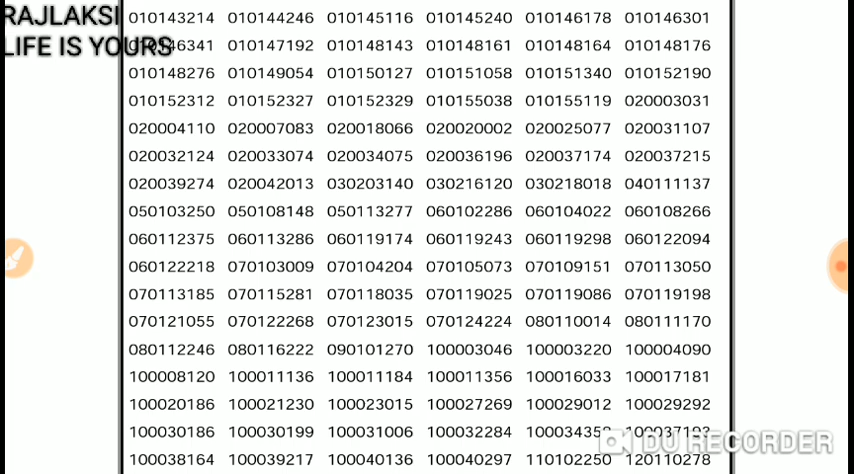 RAJLAKSI
LIFE IS YOURS
010143214 010144246 010145116 010145240 010146178 010146301
010146341 010147192 010148143 010148161 010148164 010148176
010148276 010149054 010150127 010151058 010151340 010152190
010152312 010152327 010152329 010155038 010155119 020003031
020004110 020007083 020018066 020020002 020025077 020031107
020032124 020033074 020034075 020036196 020037174 020037215
020039274 020042013 030203140 030216120 030218018 040111137
050103250 050108148 050113277 060102286 060104022 060108266
060112375 060113286 060119174 060119243 060119298 060122094
060122218 070103009 070104204 070105073 070109151 070113050
070113185 070115281 070118035 070119025 070119086 070119198
070121055 070122268 070123015 070124224 080110014 080111170
080112246 080116222 090101270 100003046 100003220 100004090
100008120 100011136 100011184 100011356 100016033 100017181
100020186 100021230 100023015 100027269 100029012 100029292
100030186 100030199 100031006 100032284
100038164 100039217 100040136 100040297 110102250 120110278
DU RECORDER